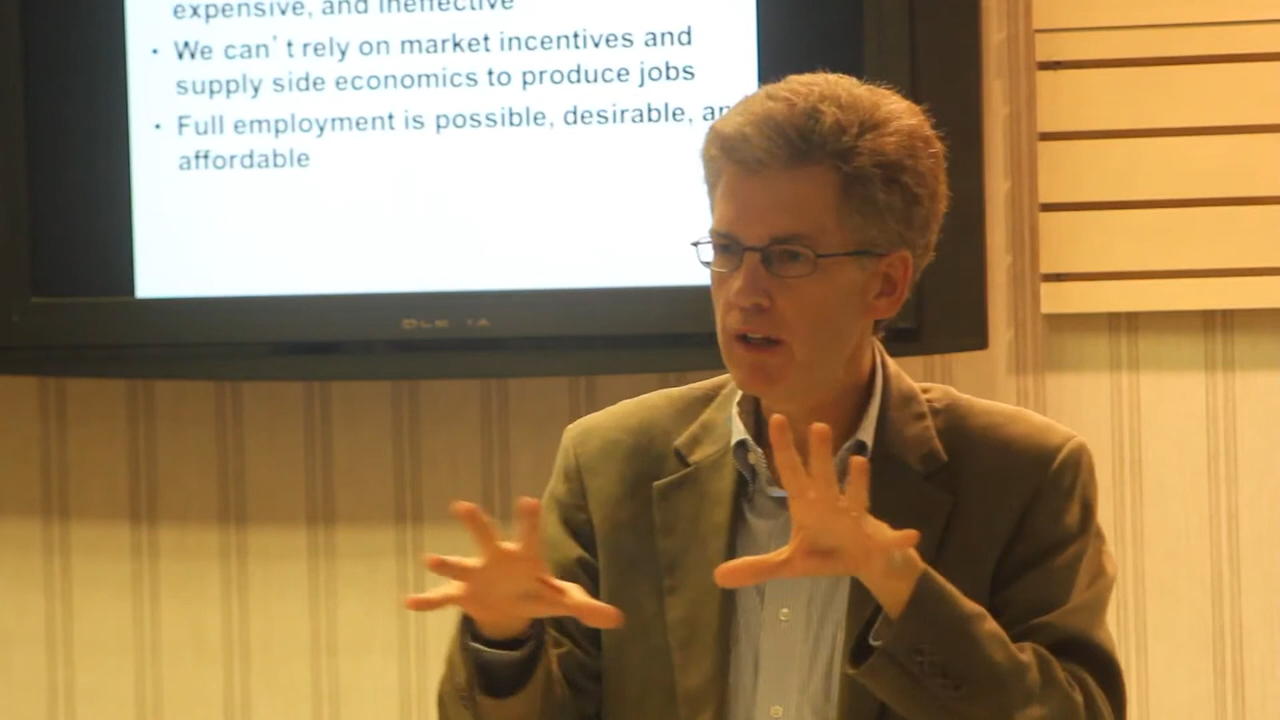 expensive, and ineffective
• We can't rely on market incentives and
supply side economics to produce jobs
• Full employment is possible, desirable,
affordable